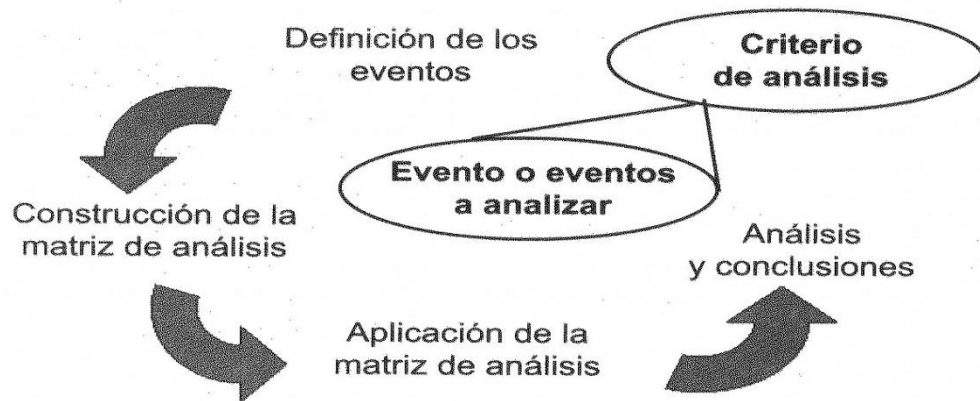 Definición de los
eventos
Criterio
de análisis
Evento o eventos
a analizar
Construcción de la
matriz de análisis
Análisis
y conclusiones
Aplicación de la
matriz de análisis